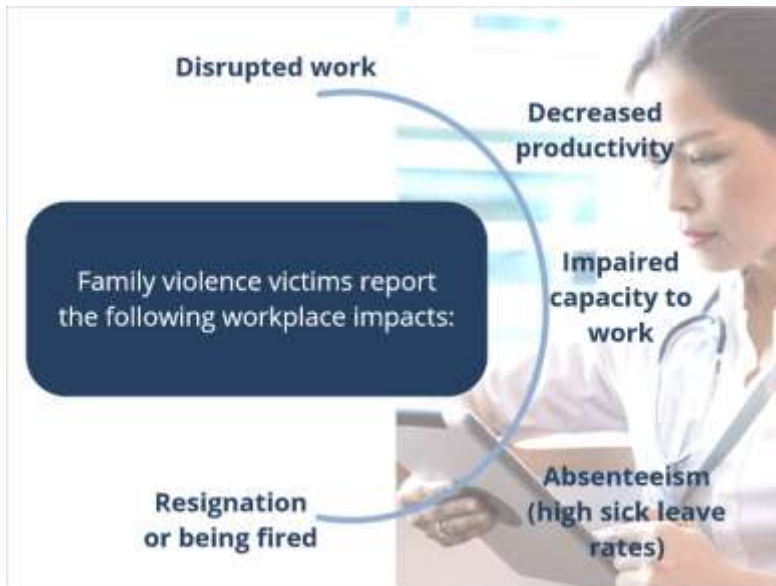 Disrupted work
Decreased
productivity
Family violence victims report
the following workplace impacts:
Impaired
capacity to
work
Absenteeism
(high sick leave
rates)
Resignation
or being fired